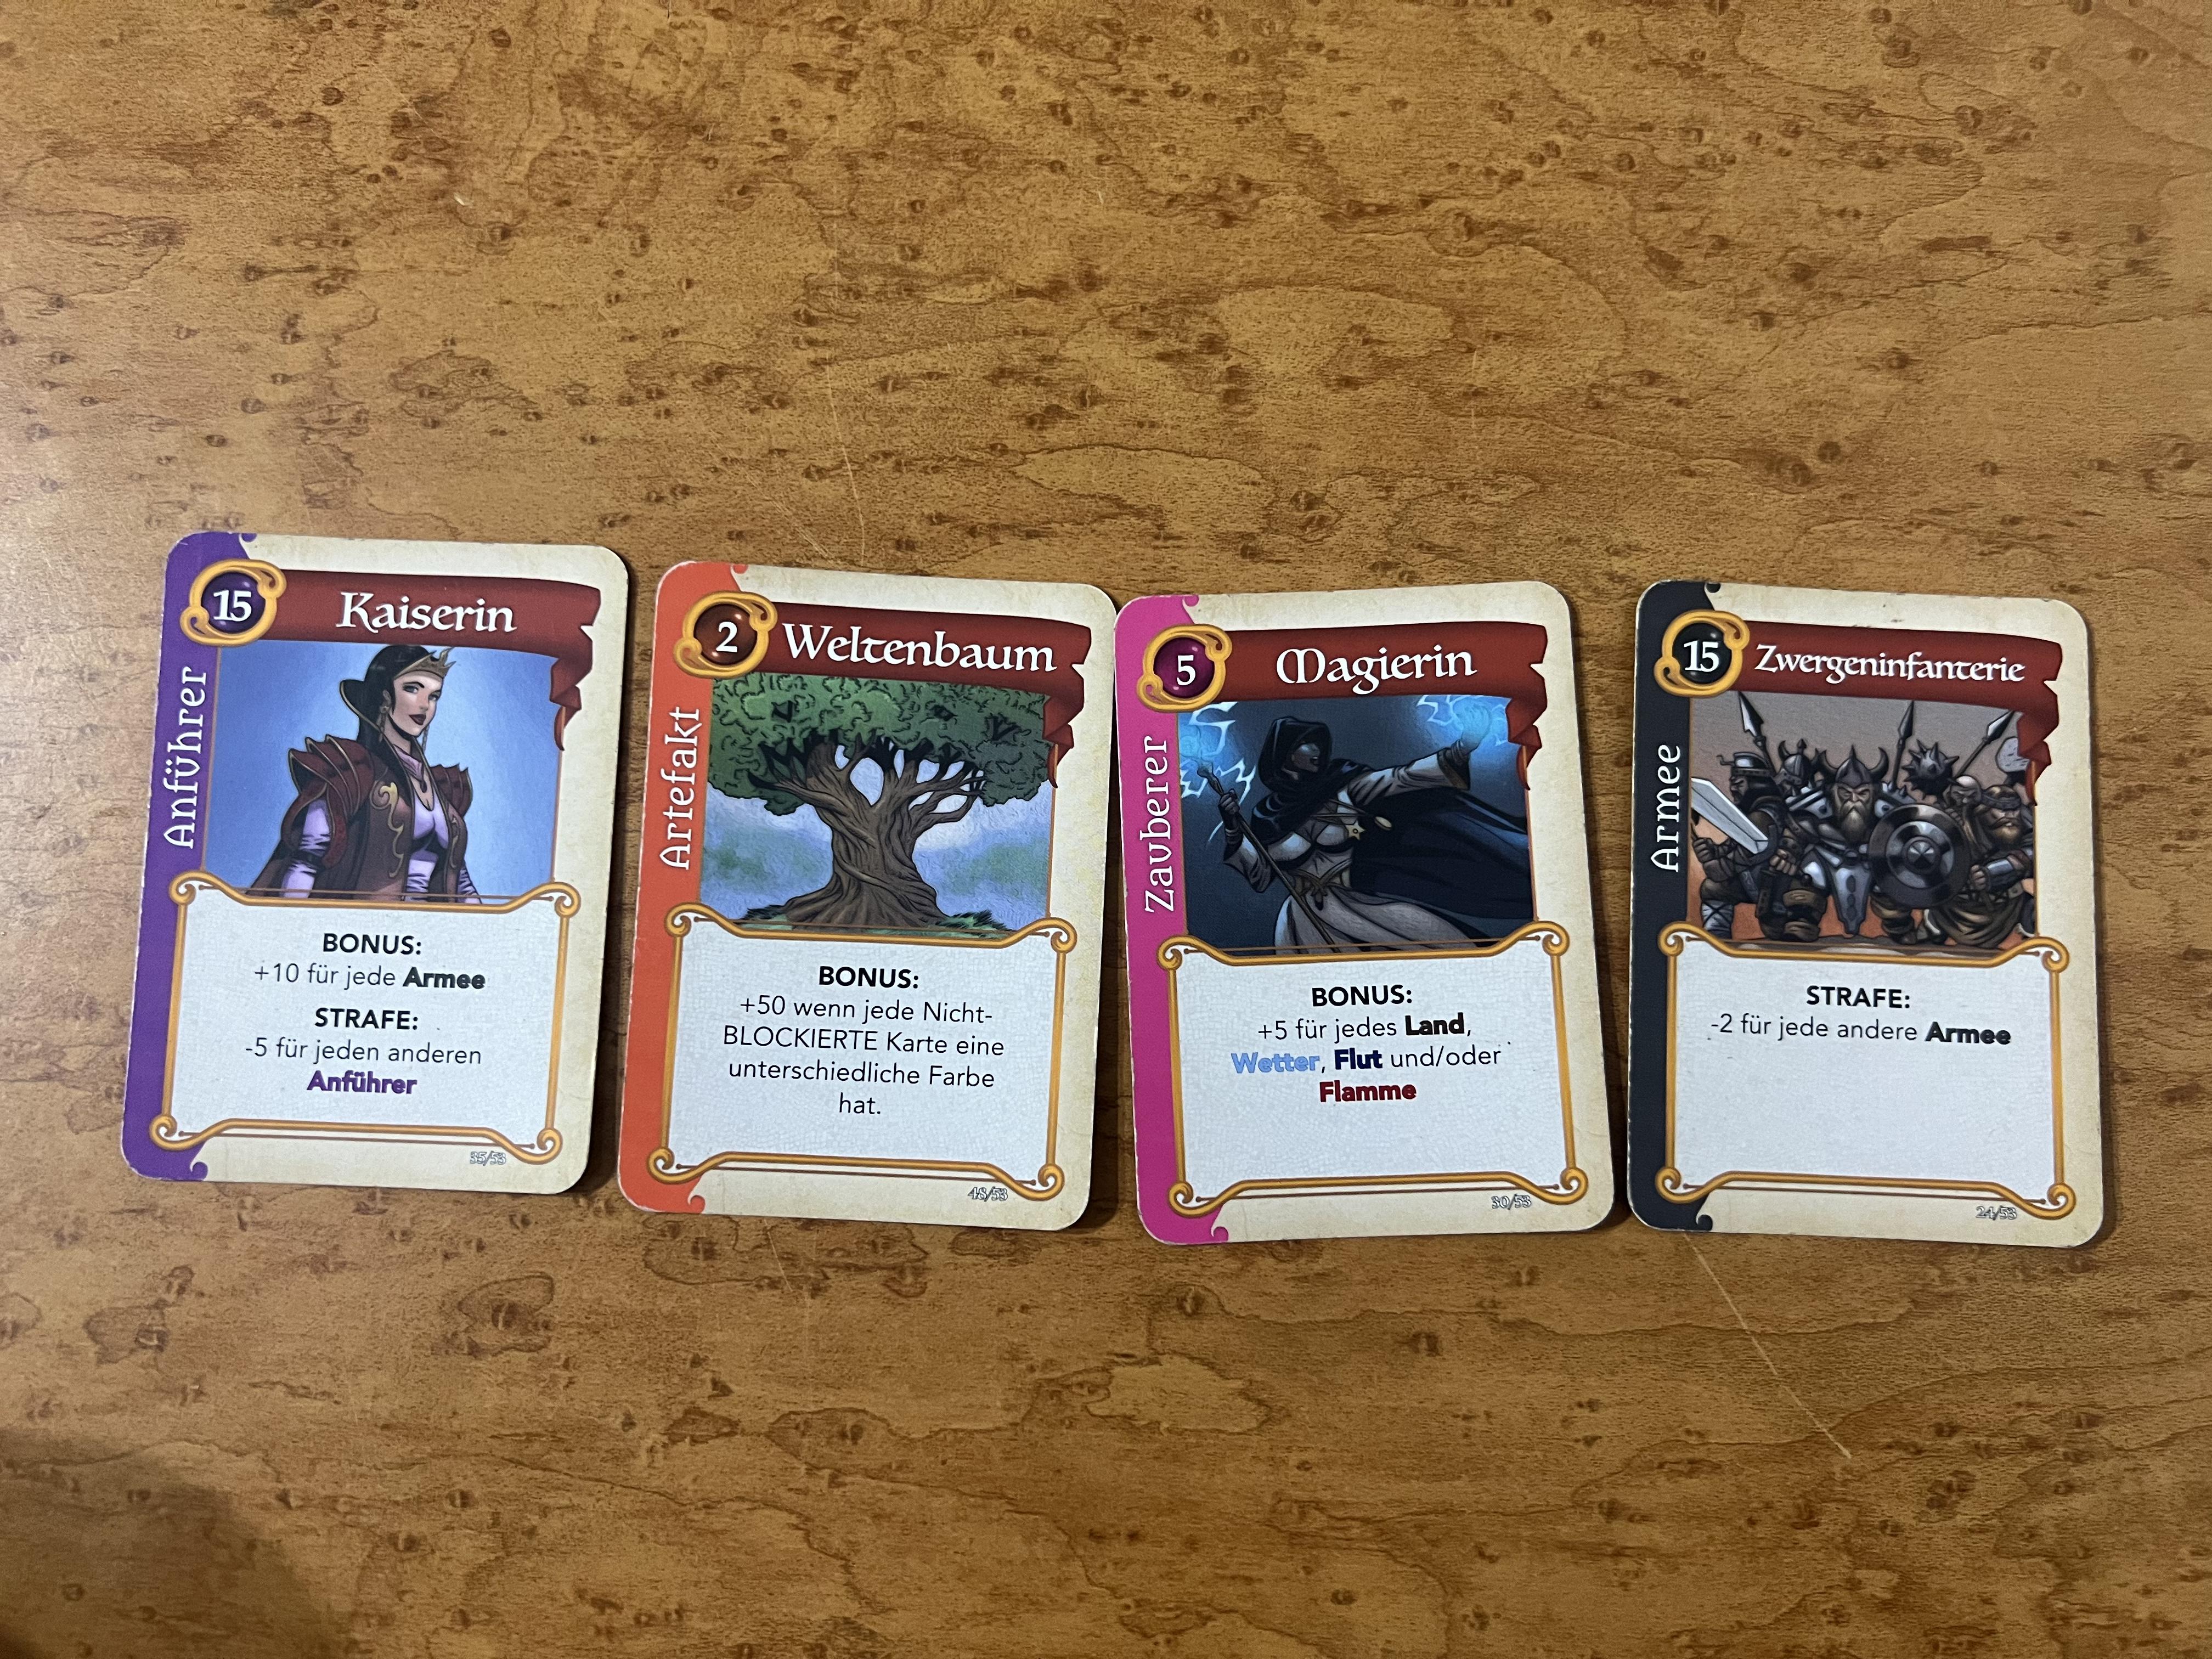 15
Kaiserin
Anführer
BONUS:
+10 für jede Armee
STRAFE:
-5 für jeden anderen
Anführer
35/53
2
Weltenbaum
Artefakt
BONUS:
+50 wenn jede Nicht-
BLOCKIERTE Karte eine
unterschiedliche Farbe
hat.
48/53
5
Magierin
Zauberer
BONUS:
+5 für jedes Land,
Wetter, Flut und/oder
Flamme
30/53
15
Zwergeninfanterie
Armee
STRAFE:
-2 für jede andere Armee
24/53